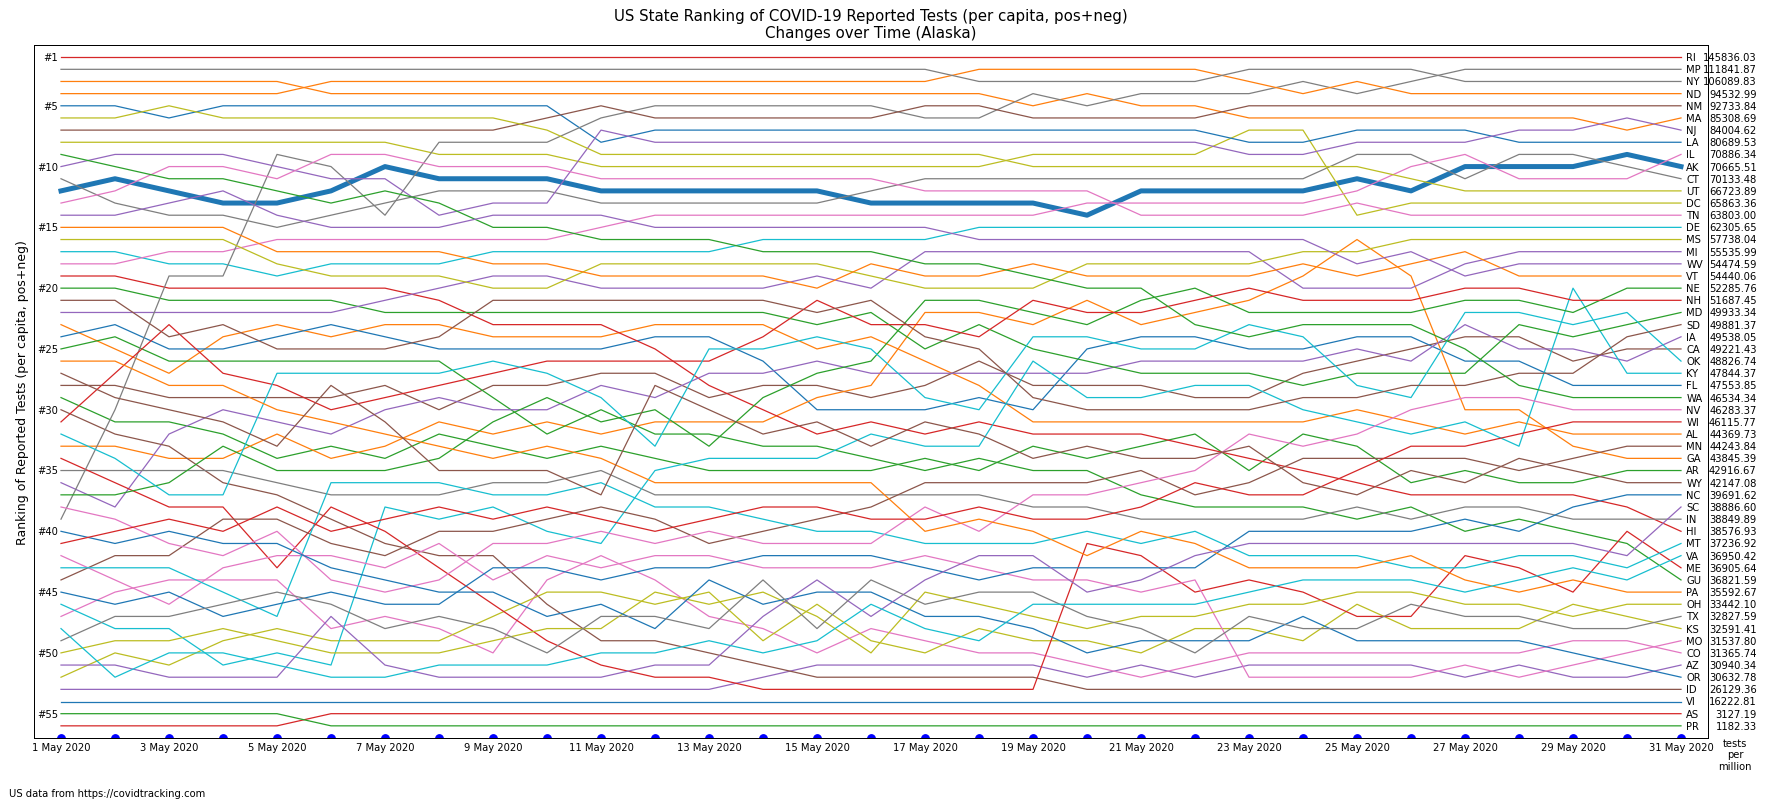 US State Ranking of COVID-19 Reported Tests (per capita, pos+neg)
Changes over Time (Alaska)
Ranking of Reported Tests (per capita, pos+neg)
#1
#5
#10
#15
#20
#25
#30
#35
#40
#45
#50
#55
RI 145836.03
MP 111841.87
NY 106089.83
ND 94532.99
NM 92733.84
MA 85308.69
NJ 84004.62
LA 80689.53
IL 70886.34
AK 70665.51
CT 70133.48
UT 66723.89
DC 65863.36
TN 63803.00
DE 62305.65
MS 57738.04
MI 55535.99
WV 54474.59
VT 54440.06
NE 52285.76
NH 51687.45
MD 49933.34
SD 49881.37
IA 49538.05
CA 49221.43
OK 48826.74
KY 47844.37
FL 47553.85
WA 46534.34
NV 46283.37
WI 46115.77
AL 44369.73
MN 44243.84
GA 43845.39
AR 42916.67
WY 42147.08
NC 39691.62
SC 38886.60
IN 38849.89
HI 38576.93
MT 37236.92
VA 36950.42
ME 36905.64
GU 36821.59
PA 35592.67
OH 33442.10
TX 32827.59
KS 32591.41
MO 31537.80
CO 31365.74
AZ 30940.34
OR 30632.78
ID 26129.36
VI 16222.81
AS 3127.19
PR 1182.33
1 May 2020 3 May 2020 5 May 2020 7 May 2020 9 May 2020 11 May 2020 13 May 2020 15 May 2020 17 May 2020 19 May 2020 21 May 2020 23 May 2020 25 May 2020 27 May 2020 29 May 2020 31 May 2020
tests
per
million
US data from https://covidtracking.com